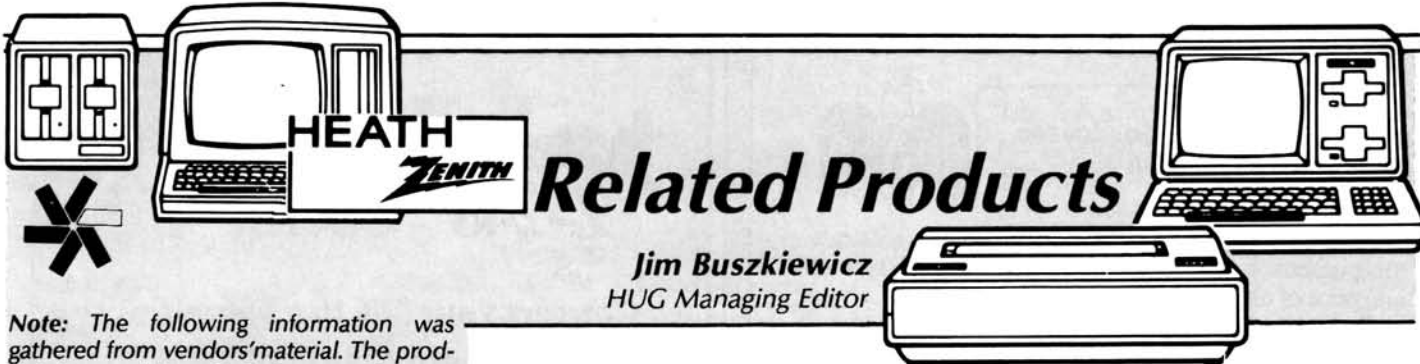 HEATH
ZENITH
Related Products
Jim Buszkiewicz
HUG Managing Editor
Note: The following information was
gathered from vendors'material. The prod-